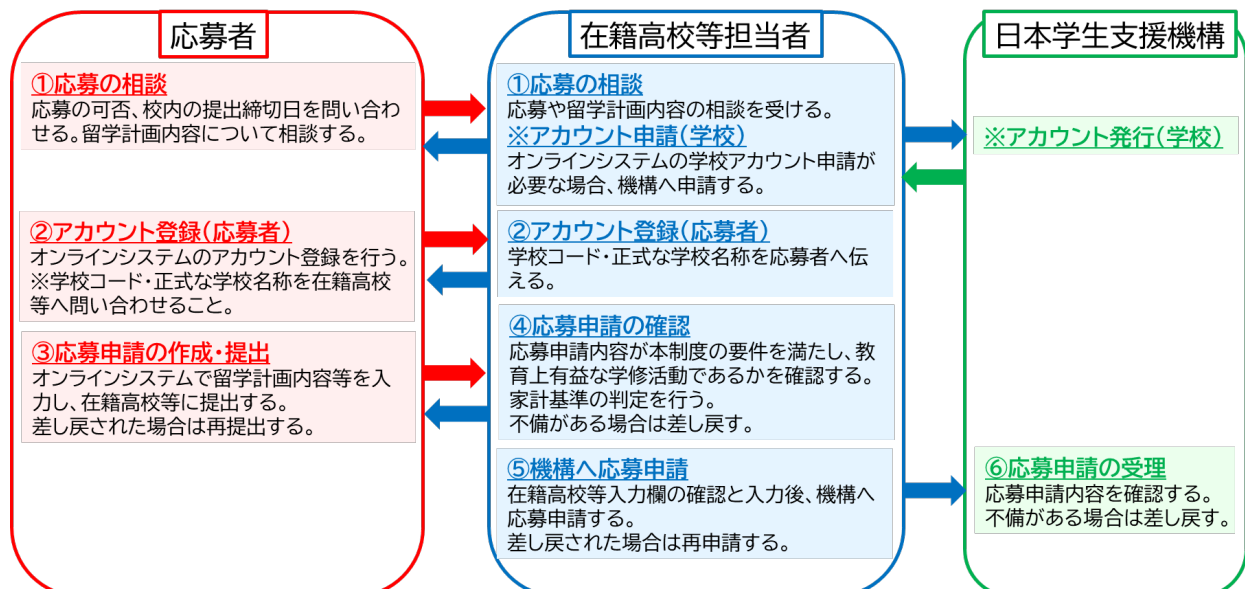 応募者
①応募の相談
応募の可否、校内の提出締切日を問い合わ
せる。留学計画内容について相談する。
②アカウント登録(応募者)
オンラインシステムのアカウント登録を行う。
※学校コード・正式な学校名称を在籍高校
等へ問い合わせること。
③応募申請の作成・提出
オンラインシステムで留学計画内容等を入
力し、在籍高校等に提出する。
差し戻された場合は再提出する。
在籍高校等担当者
①応募の相談
応募や留学計画内容の相談を受ける。
※アカウント申請(学校)
オンラインシステムの学校アカウント申請が
必要な場合、機構へ申請する。
②アカウント登録(応募者)
学校コード・正式な学校名称を応募者へ伝
える。
④応募申請の確認
応募申請内容が本制度の要件を満たし、教
育上有益な学修活動であるかを確認する。
家計基準の判定を行う。
不備がある場合は差し戻す。
⑤機構へ応募申請
在籍高校等入力欄の確認と入力後、機構へ
応募申請する。
差し戻された場合は再申請する。
日本学生支援機構
※アカウント発行(学校)
⑥応募申請の受理
応募申請内容を確認する。
不備がある場合は差し戻す。